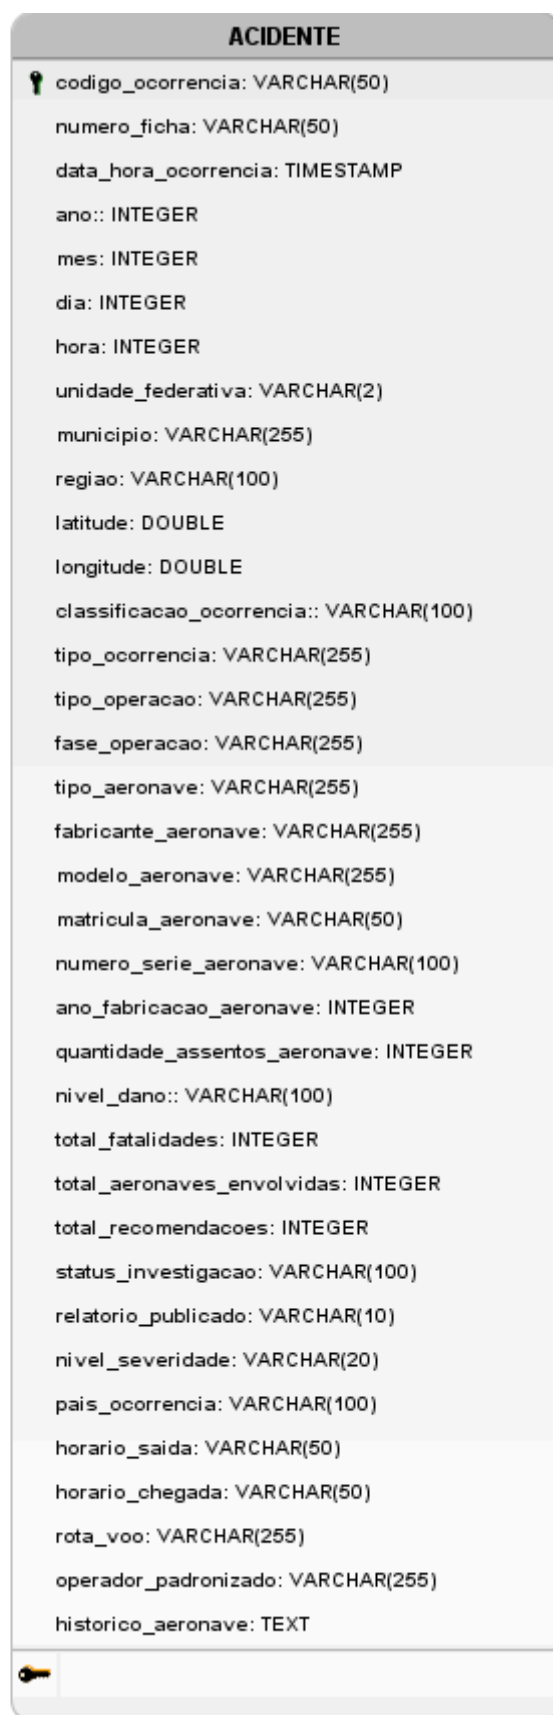 ACIDENTE
codigo_ocorrencia: VARCHAR(50)
numero_ficha: VARCHAR(50)
data_hora_ocorrencia: TIMESTAMP
ano:: INTEGER
mes: INTEGER
dia: INTEGER
hora: INTEGER
unidade_federativa: VARCHAR(2)
municipio: VARCHAR(255)
regiao: VARCHAR(100)
latitude: DOUBLE
longitude: DOUBLE
classificacao_ocorrencia:: VARCHAR(100)
tipo_ocorrencia: VARCHAR(255)
tipo_operacao: VARCHAR(255)
fase_operacao: VARCHAR(255)
tipo_aeronave: VARCHAR(255)
fabricante_aeronave: VARCHAR(255)
modelo_aeronave: VARCHAR(255)
matricula_aeronave: VARCHAR(50)
numero_serie_aeronave: VARCHAR(100)
ano_fabricacao_aeronave: INTEGER
quantidade_assentos_aeronave: INTEGER
nivel_dano:: VARCHAR(100)
total_fatalidades: INTEGER
total_aeronaves_envolvidas: INTEGER
total_recomendacoes: INTEGER
status_investigacao: VARCHAR(100)
relatorio_publicado: VARCHAR(10)
nivel_severidade: VARCHAR(20)
pais_ocorrencia: VARCHAR(100)
horario_saida: VARCHAR(50)
horario_chegada: VARCHAR(50)
rota_voo: VARCHAR(255)
operador_padronizado: VARCHAR(255)
historico_aeronave: TEXT